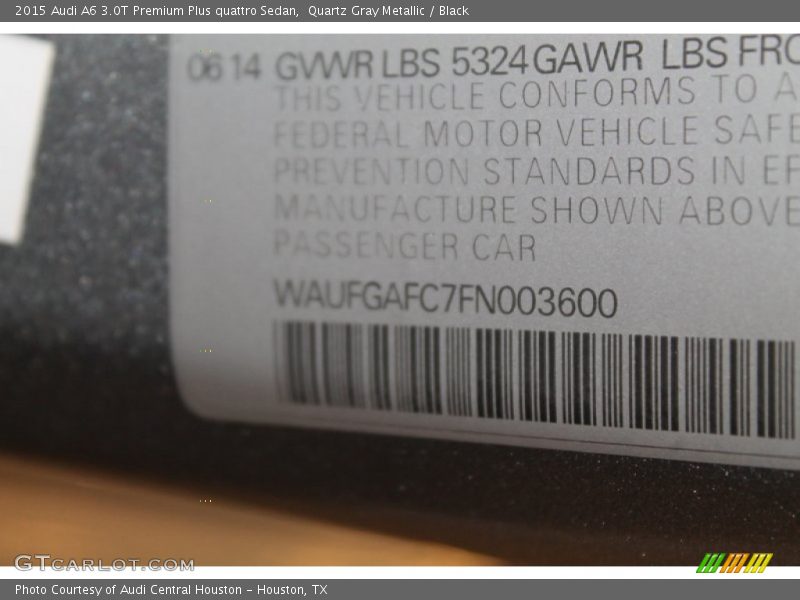 2015 Audi A6 3.0T Premium Plus quattro Sedan,  Quartz Gray Metallic / Black
06 14 GVWR LBS 5324 GAWR LBS FRO
THIS VEHICLE CONFORMS TO A
FEDERAL MOTOR VEHICLE SAFE
PREVENTION STANDARDS IN EF
MANUFACTURE SHOWN ABOVE
PASSENGER CAR
WAUFGAFC7FN003600
GTCARLOT.COM
Photo Courtesy of Audi Central Houston - Houston, TX